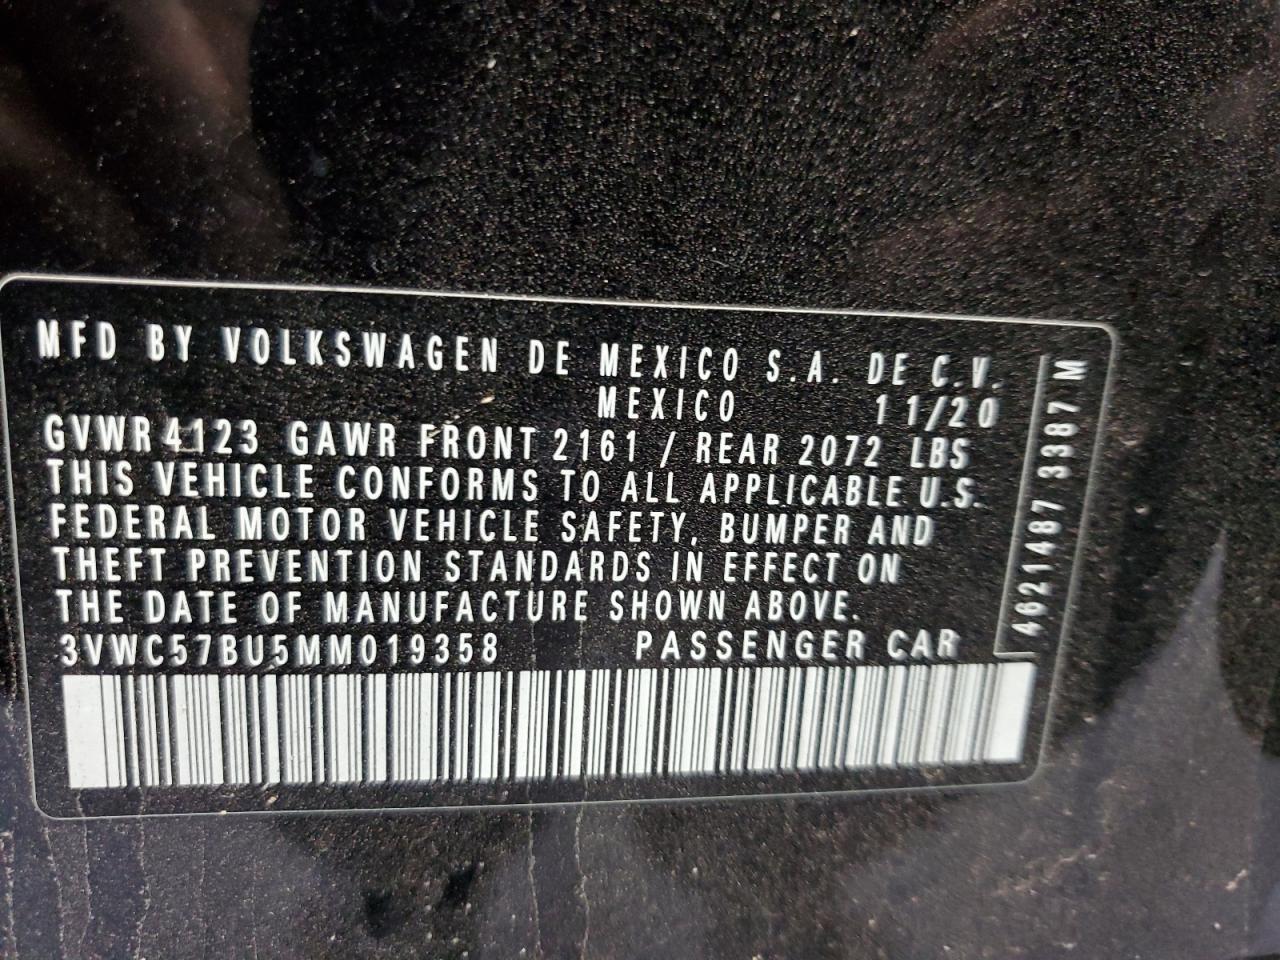 MFD BY VOLKSWAGEN DE MEXICO S.A. DE C.V.
MEXICO 11/20
GVWR 4123 GAWR FRONT 2161 / REAR 2072 LBS
THIS VEHICLE CONFORMS TO ALL APPLICABLE U.S.
FEDERAL MOTOR VEHICLE SAFETY, BUMPER AND
THEFT PREVENTION STANDARDS IN EFFECT ON
THE DATE OF MANUFACTURE SHOWN ABOVE.
3VWC57BU5MM019358 PASSENGER CAR
4621487 3387 M